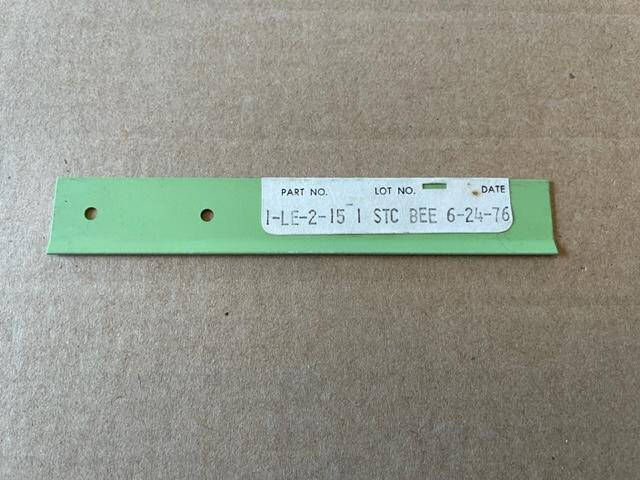 PART NO. LOT NO. DATE
1-LE-2-15 1 STC BEE 6-24-76